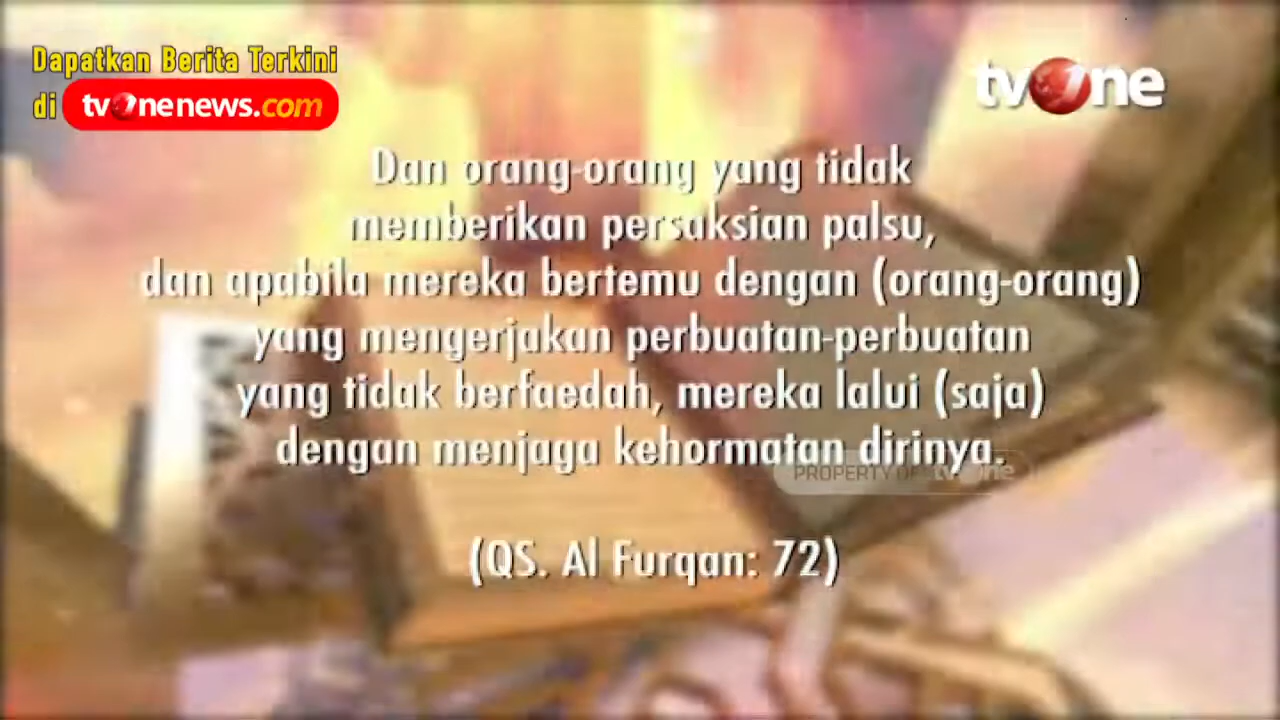 Dapatkan Berita Terkini
di tvOnenews.com
tvOne
Dan orang-orang yang tidak
memberikan persaksian palsu,
dan apabila mereka bertemu dengan (orang-orang)
yang mengerjakan perbuatan-perbuatan
yang tidak berfaedah, mereka lalui (saja)
dengan menjaga kehormatan dirinya.
PROPERTY OF tvOne
(QS. Al Furqan: 72)